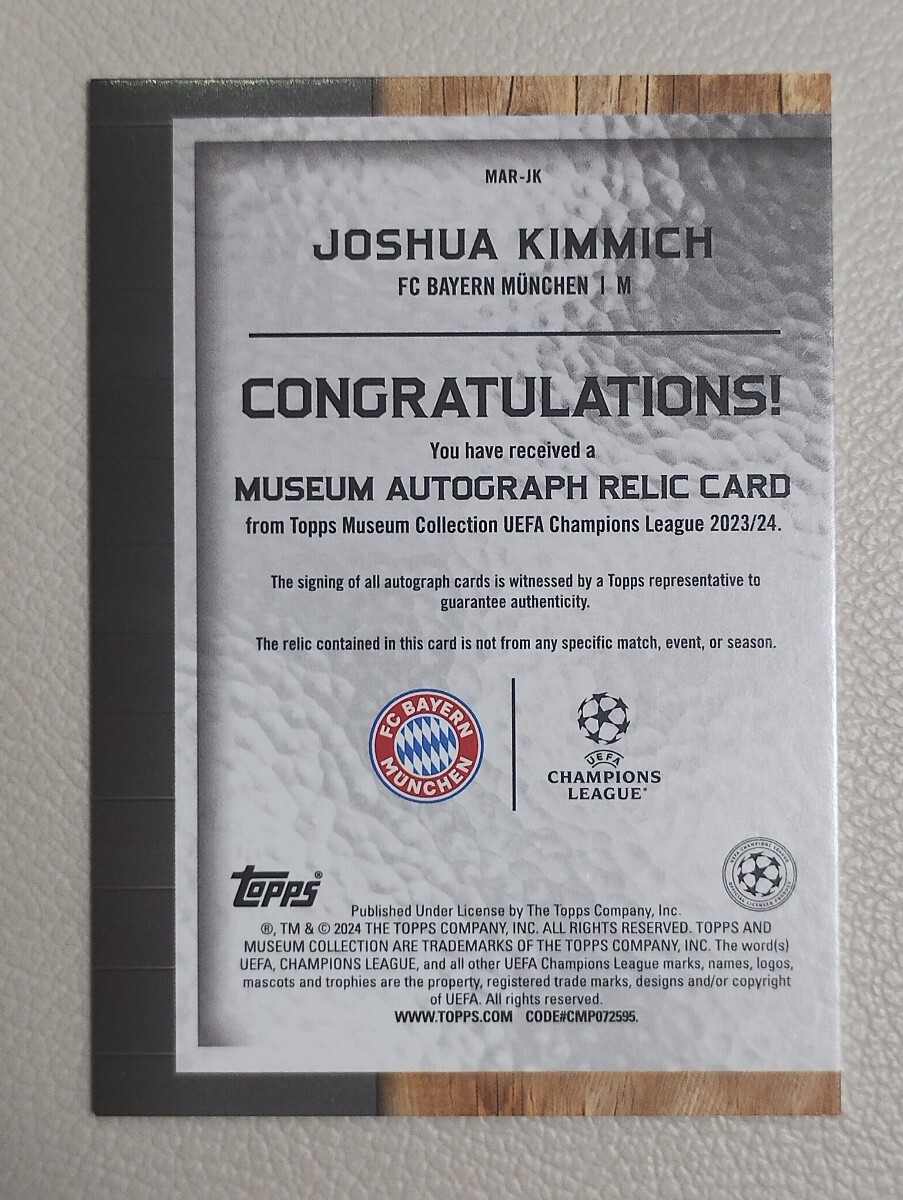 MAR-JK
JOSHUA KIMMICH
FC BAYERN MÜNCHEN | M
CONGRATULATIONS!
You have received a
MUSEUM AUTOGRAPH RELIC CARD
from Topps Museum Collection UEFA Champions League 2023/24.
The signing of all autograph cards is witnessed by a Topps representative to
guarantee authenticity.
The relic contained in this card is not from any specific match, event, or season.
FC BAYERN
MÜNCHEN
UEFA
CHAMPIONS
LEAGUE®
UEFA CHAMPIONS LEAGUE
OFFICIAL LICENSED PRODUCT
topps®
Published Under License by The Topps Company, Inc.
®, TM & © 2024 THE TOPPS COMPANY, INC. ALL RIGHTS RESERVED. TOPPS AND
MUSEUM COLLECTION ARE TRADEMARKS OF THE TOPPS COMPANY, INC. The word(s)
UEFA, CHAMPIONS LEAGUE, and all other UEFA Champions League marks, names, logos,
mascots and trophies are the property, registered trade marks, designs and/or copyright
of UEFA. All rights reserved.
WWW.TOPPS.COM CODE#CMP072595.